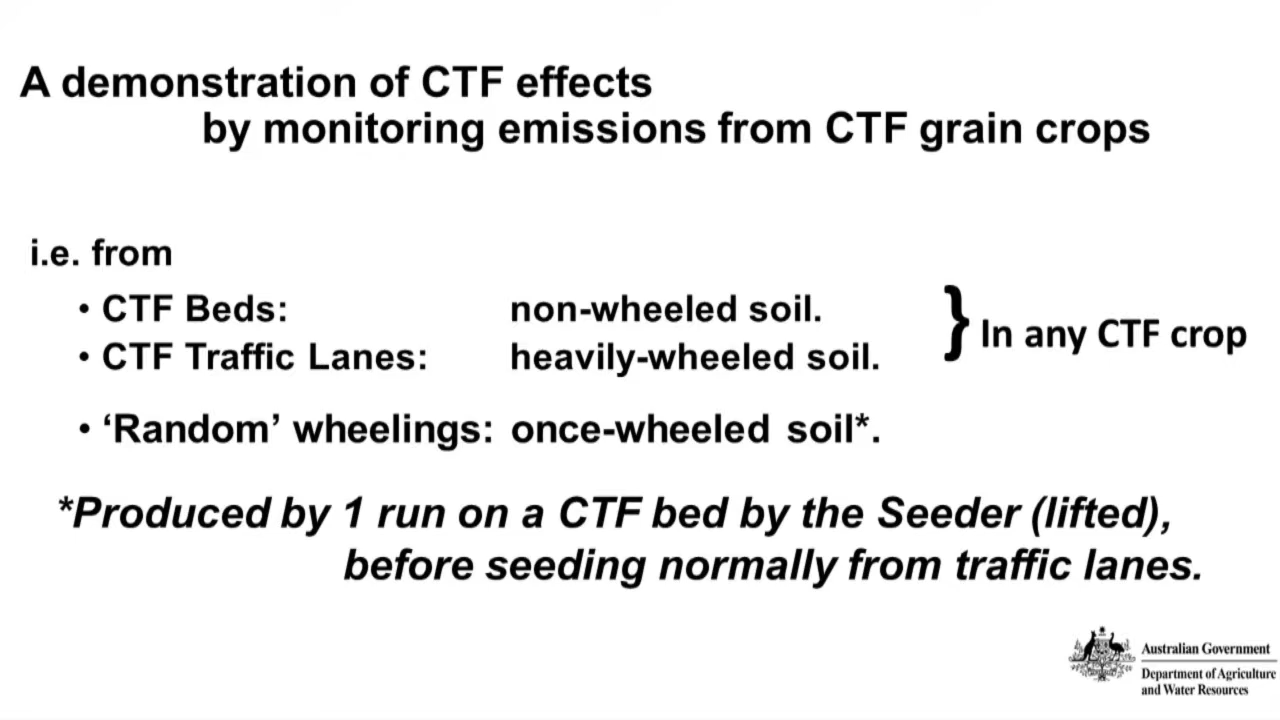 A demonstration of CTF effects
by monitoring emissions from CTF grain crops
i.e. from
• CTF Beds: non-wheeled soil.
• CTF Traffic Lanes: heavily-wheeled soil.
} In any CTF crop
• ‘Random’ wheelings: once-wheeled soil*.
*Produced by 1 run on a CTF bed by the Seeder (lifted),
before seeding normally from traffic lanes.
Australian Government
Department of Agriculture
and Water Resources